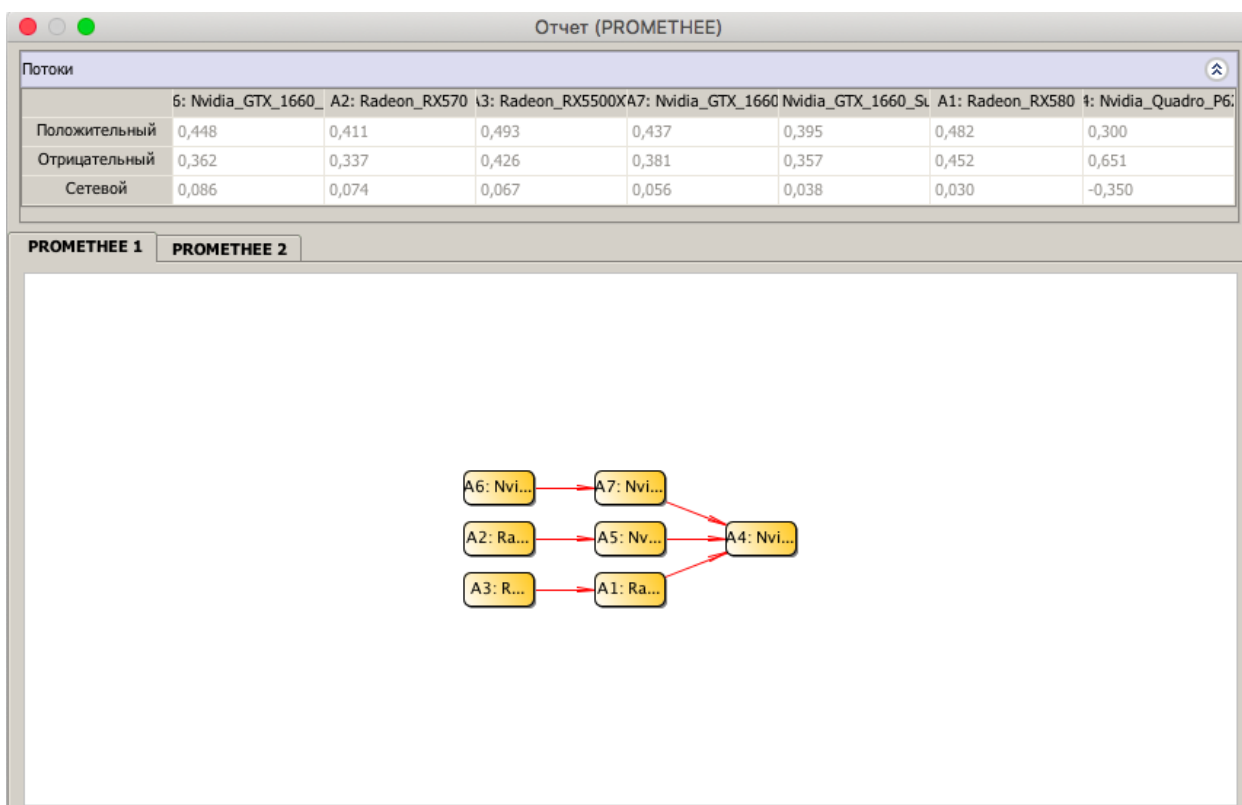 Отчет (PROMETHEE)
Потоки
6: Nvidia_GTX_1660_ A2: Radeon_RX570 3: Radeon_RX5500X A7: Nvidia_GTX_1660 Nvidia_GTX_1660_Su A1: Radeon_RX580 4: Nvidia_Quadro_P62
Положительный 0,448 0,411 0,493 0,437 0,395 0,482 0,300
Отрицательный 0,362 0,337 0,426 0,381 0,357 0,452 0,651
Сетевой 0,086 0,074 0,067 0,056 0,038 0,030 -0,350
PROMETHEE 1 PROMETHEE 2
A6: Nvi... A7: Nvi...
A2: Ra... A5: Nv... A4: Nvi...
A3: R... A1: Ra...